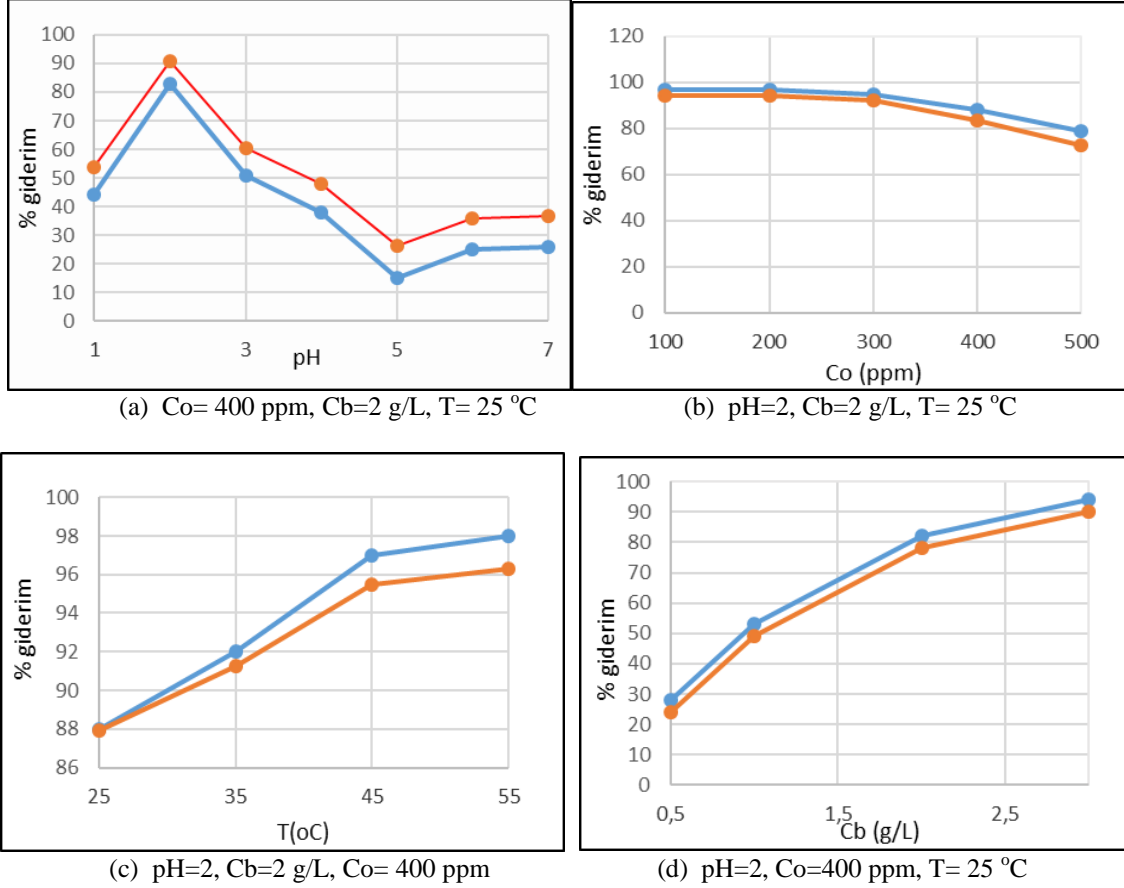 100
90
80
70
60
50
40
30
20
10
0
% giderim
1 3 5 7
pH
120
100
80
60
40
20
0
% giderim
100 200 300 400 500
Co (ppm)
(a) Co= 400 ppm, Cb=2 g/L, T= 25 °C
(b) pH=2, Cb=2 g/L, T= 25 °C
100
98
96
94
92
90
88
86
% giderim
25 35 45 55
T(oC)
100
90
80
70
60
50
40
30
20
10
0
% giderim
0,5 1,5 2,5
Cb (g/L)
(c) pH=2, Cb=2 g/L, Co= 400 ppm
(d) pH=2, Co=400 ppm, T= 25 °C